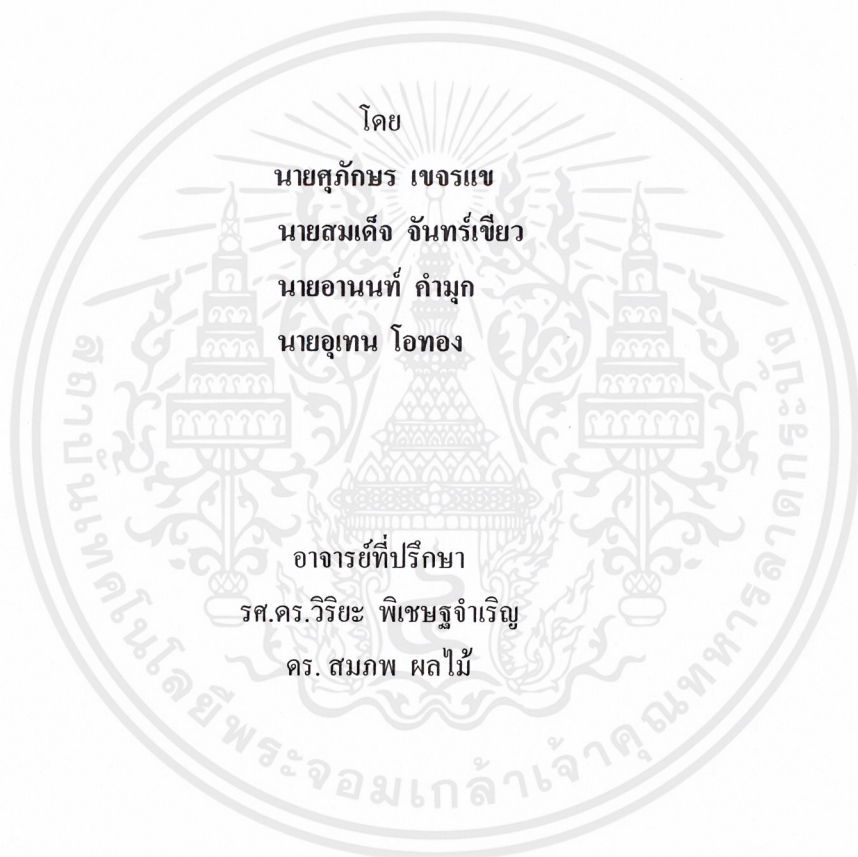 โดย
นายศุภักษร เขจรแข
นายสมเด็จ จันทร์เขียว
นายอานนท์ คำมุก
นายอุเทน โอทอง
อาจารย์ที่ปรึกษา
รศ.ดร.วิริยะ พิเชษฐจำเริญ
ดร. สมภพ ผลไม้
สถาบันเทคโนโลยีพระจอมเกล้าเจ้าคุณทหารลาดกระบัง